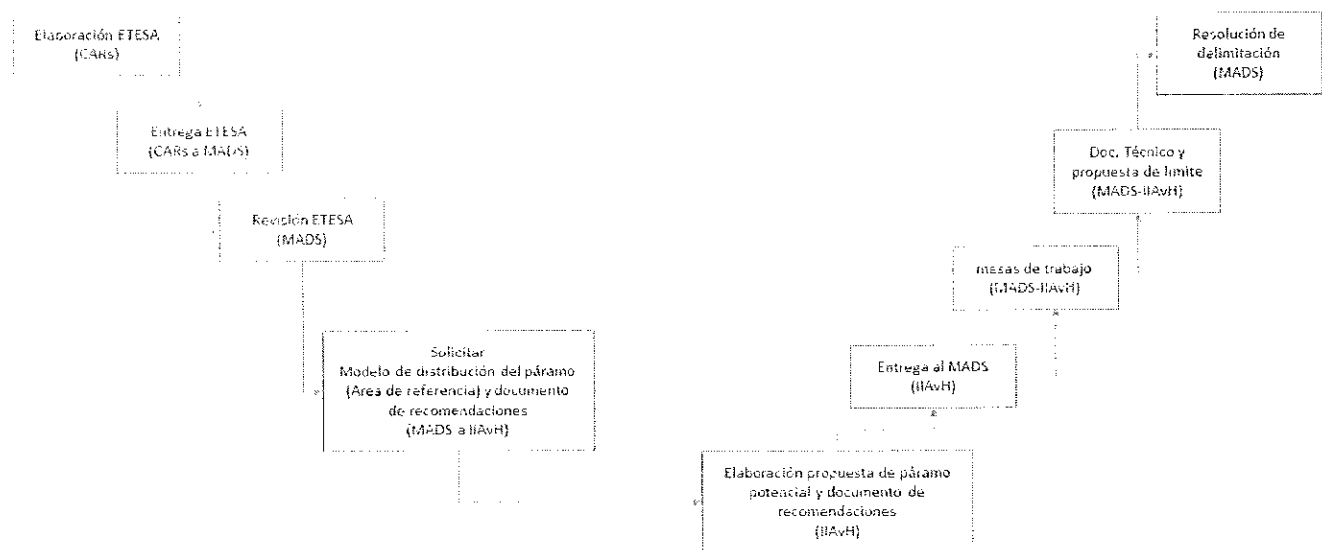 Elaboración ETESA
(CARs)
Entrega ETESA
(CARs a MADS)
Revisión ETESA
(MADS)
Solicitar
Modelo de distribución del páramo
(Area de referencia) y documento
de recomendaciones
(MADS a IIAvH)
Elaboración propuesta de páramo
potencial y documento de
recomendaciones
(IIAvH)
Entrega al MADS
(IIAvH)
mesas de trabajo
(MADS-IIAvH)
Doc. Técnico y
propuesta de limite
(MADS-IIAvH)
Resolución de
delimitación
(MADS)